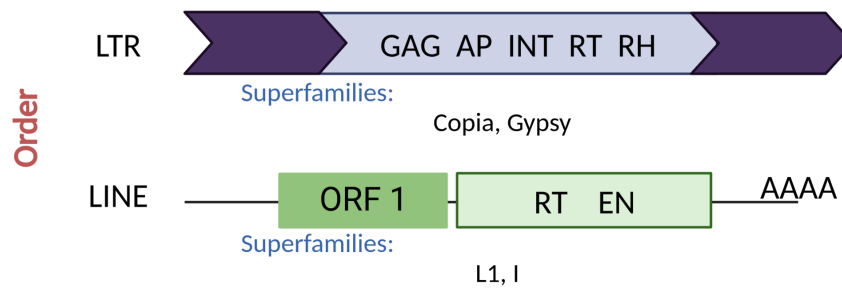 Order
LTR
GAG AP INT RT RH
Superfamilies:
Copia, Gypsy
LINE
ORF 1
RT EN
AAAA
Superfamilies:
L1, I